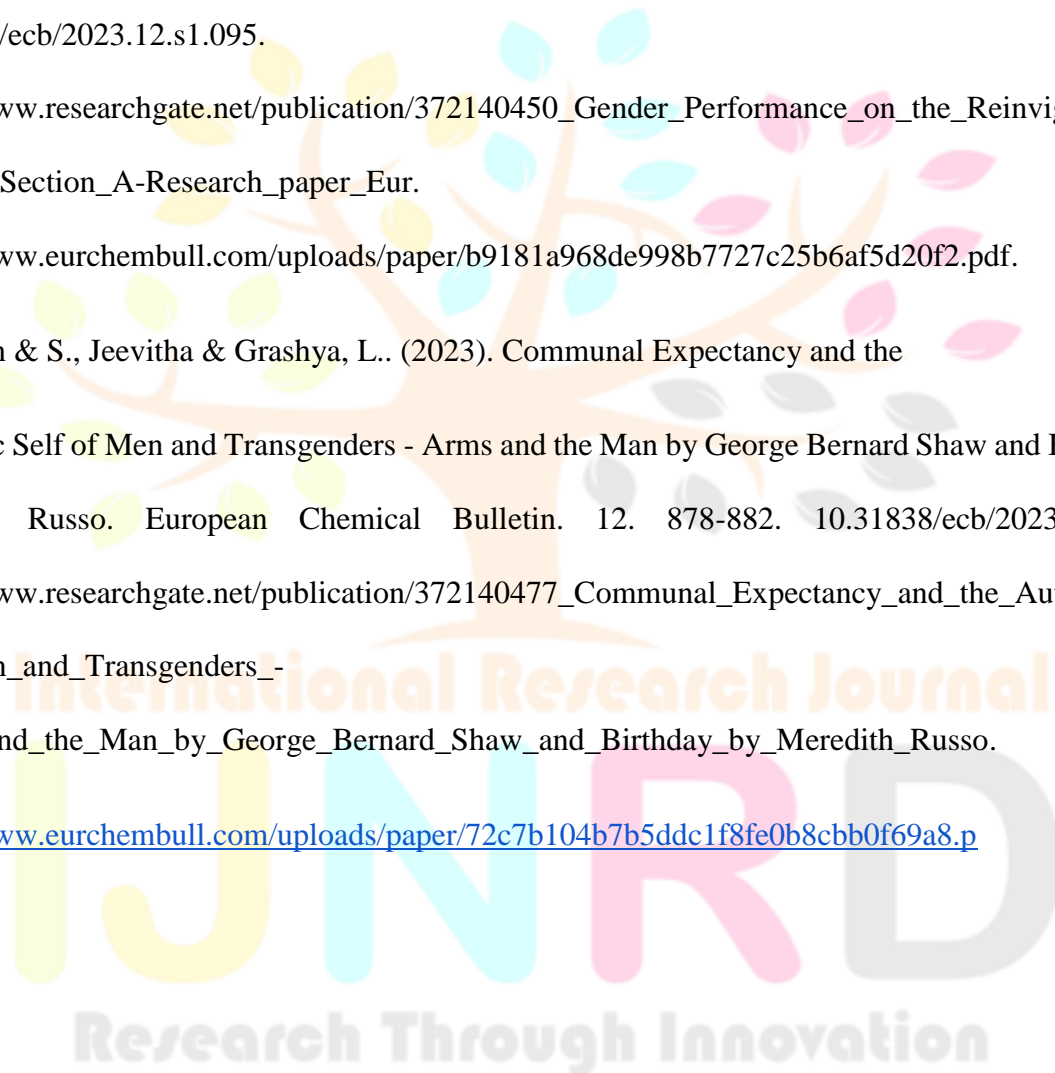 /ecb/2023.12.s1.095.
ww.researchgate.net/publication/372140450_Gender_Performance_on_the_Reinvig
Section_A-Research_paper_Eur.
ww.eurchembull.com/uploads/paper/b9181a968de998b7727c25b6af5d20f2.pdf.
& S., Jeevitha & Grashya, L.. (2023). Communal Expectancy and the
c Self of Men and Transgenders - Arms and the Man by George Bernard Shaw and
Russo. European Chemical Bulletin. 12. 878-882. 10.31838/ecb/2023
ww.researchgate.net/publication/372140477_Communal_Expectancy_and_the_Au
n_and_Transgenders_-
International Research Journal
nd_the_Man_by_George_Bernard_Shaw_and_Birthday_by_Meredith_Russo.
ww.eurchembull.com/uploads/paper/72c7b104b7b5ddc1f8fe0b8cbb0f69a8.p
IJNRD
Research Through Innovation